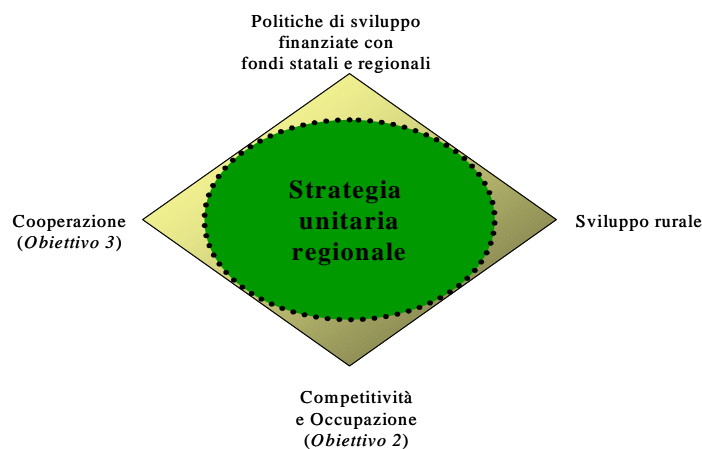 Politiche di sviluppo
finanziate con
fondi statali e regionali
Strategia
unitaria
regionale
Cooperazione
(Obiettivo 3)
Sviluppo rurale
Competitività
e Occupazione
(Obiettivo 2)